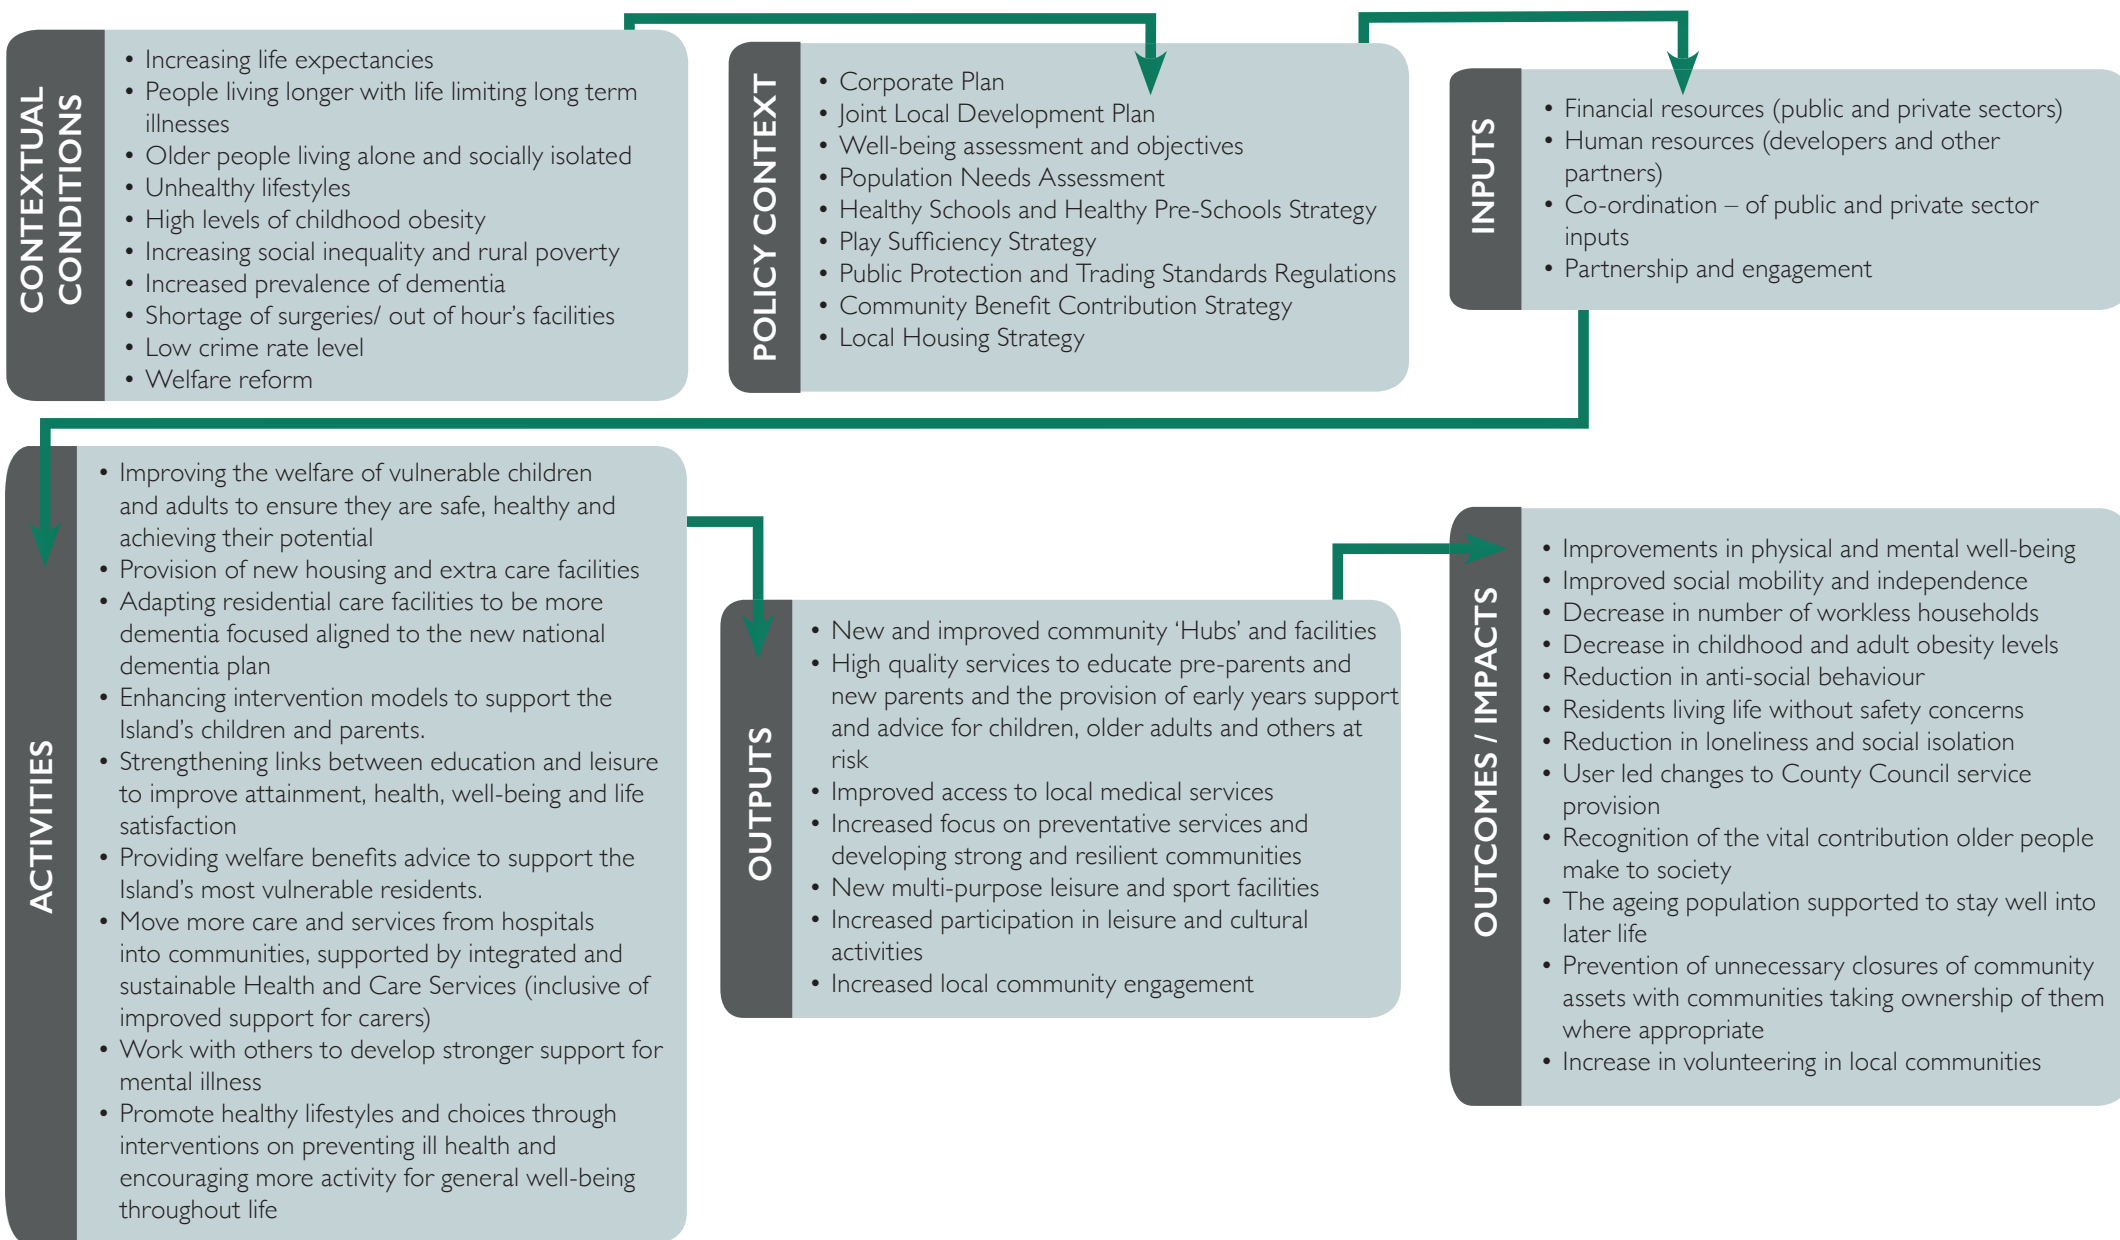 CONTEXTUAL
CONDITIONS
• Increasing life expectancies
• People living longer with life limiting long term
illnesses
• Older people living alone and socially isolated
• Unhealthy lifestyles
• High levels of childhood obesity
• Increasing social inequality and rural poverty
• Increased prevalence of dementia
• Shortage of surgeries/ out of hour's facilities
• Low crime rate level
• Welfare reform
POLICY CONTEXT
• Corporate Plan
• Joint Local Development Plan
• Well-being assessment and objectives
• Population Needs Assessment
• Healthy Schools and Healthy Pre-Schools Strategy
• Play Sufficiency Strategy
• Public Protection and Trading Standards Regulations
• Community Benefit Contribution Strategy
• Local Housing Strategy
INPUTS
• Financial resources (public and private sectors)
• Human resources (developers and other
partners)
• Co-ordination – of public and private sector
inputs
• Partnership and engagement
ACTIVITIES
• Improving the welfare of vulnerable children
and adults to ensure they are safe, healthy and
achieving their potential
• Provision of new housing and extra care facilities
• Adapting residential care facilities to be more
dementia focused aligned to the new national
dementia plan
• Enhancing intervention models to support the
Island's children and parents.
• Strengthening links between education and leisure
to improve attainment, health, well-being and life
satisfaction
• Providing welfare benefits advice to support the
Island's most vulnerable residents.
• Move more care and services from hospitals
into communities, supported by integrated and
sustainable Health and Care Services (inclusive of
improved support for carers)
• Work with others to develop stronger support for
mental illness
• Promote healthy lifestyles and choices through
interventions on preventing ill health and
encouraging more activity for general well-being
throughout life
OUTPUTS
• New and improved community ‘Hubs’ and facilities
• High quality services to educate pre-parents and
new parents and the provision of early years support
and advice for children, older adults and others at
risk
• Improved access to local medical services
• Increased focus on preventative services and
developing strong and resilient communities
• New multi-purpose leisure and sport facilities
• Increased participation in leisure and cultural
activities
• Increased local community engagement
OUTCOMES / IMPACTS
• Improvements in physical and mental well-being
• Improved social mobility and independence
• Decrease in number of workless households
• Decrease in childhood and adult obesity levels
• Reduction in anti-social behaviour
• Residents living life without safety concerns
• Reduction in loneliness and social isolation
• User led changes to County Council service
provision
• Recognition of the vital contribution older people
make to society
• The ageing population supported to stay well into
later life
• Prevention of unnecessary closures of community
assets with communities taking ownership of them
where appropriate
• Increase in volunteering in local communities